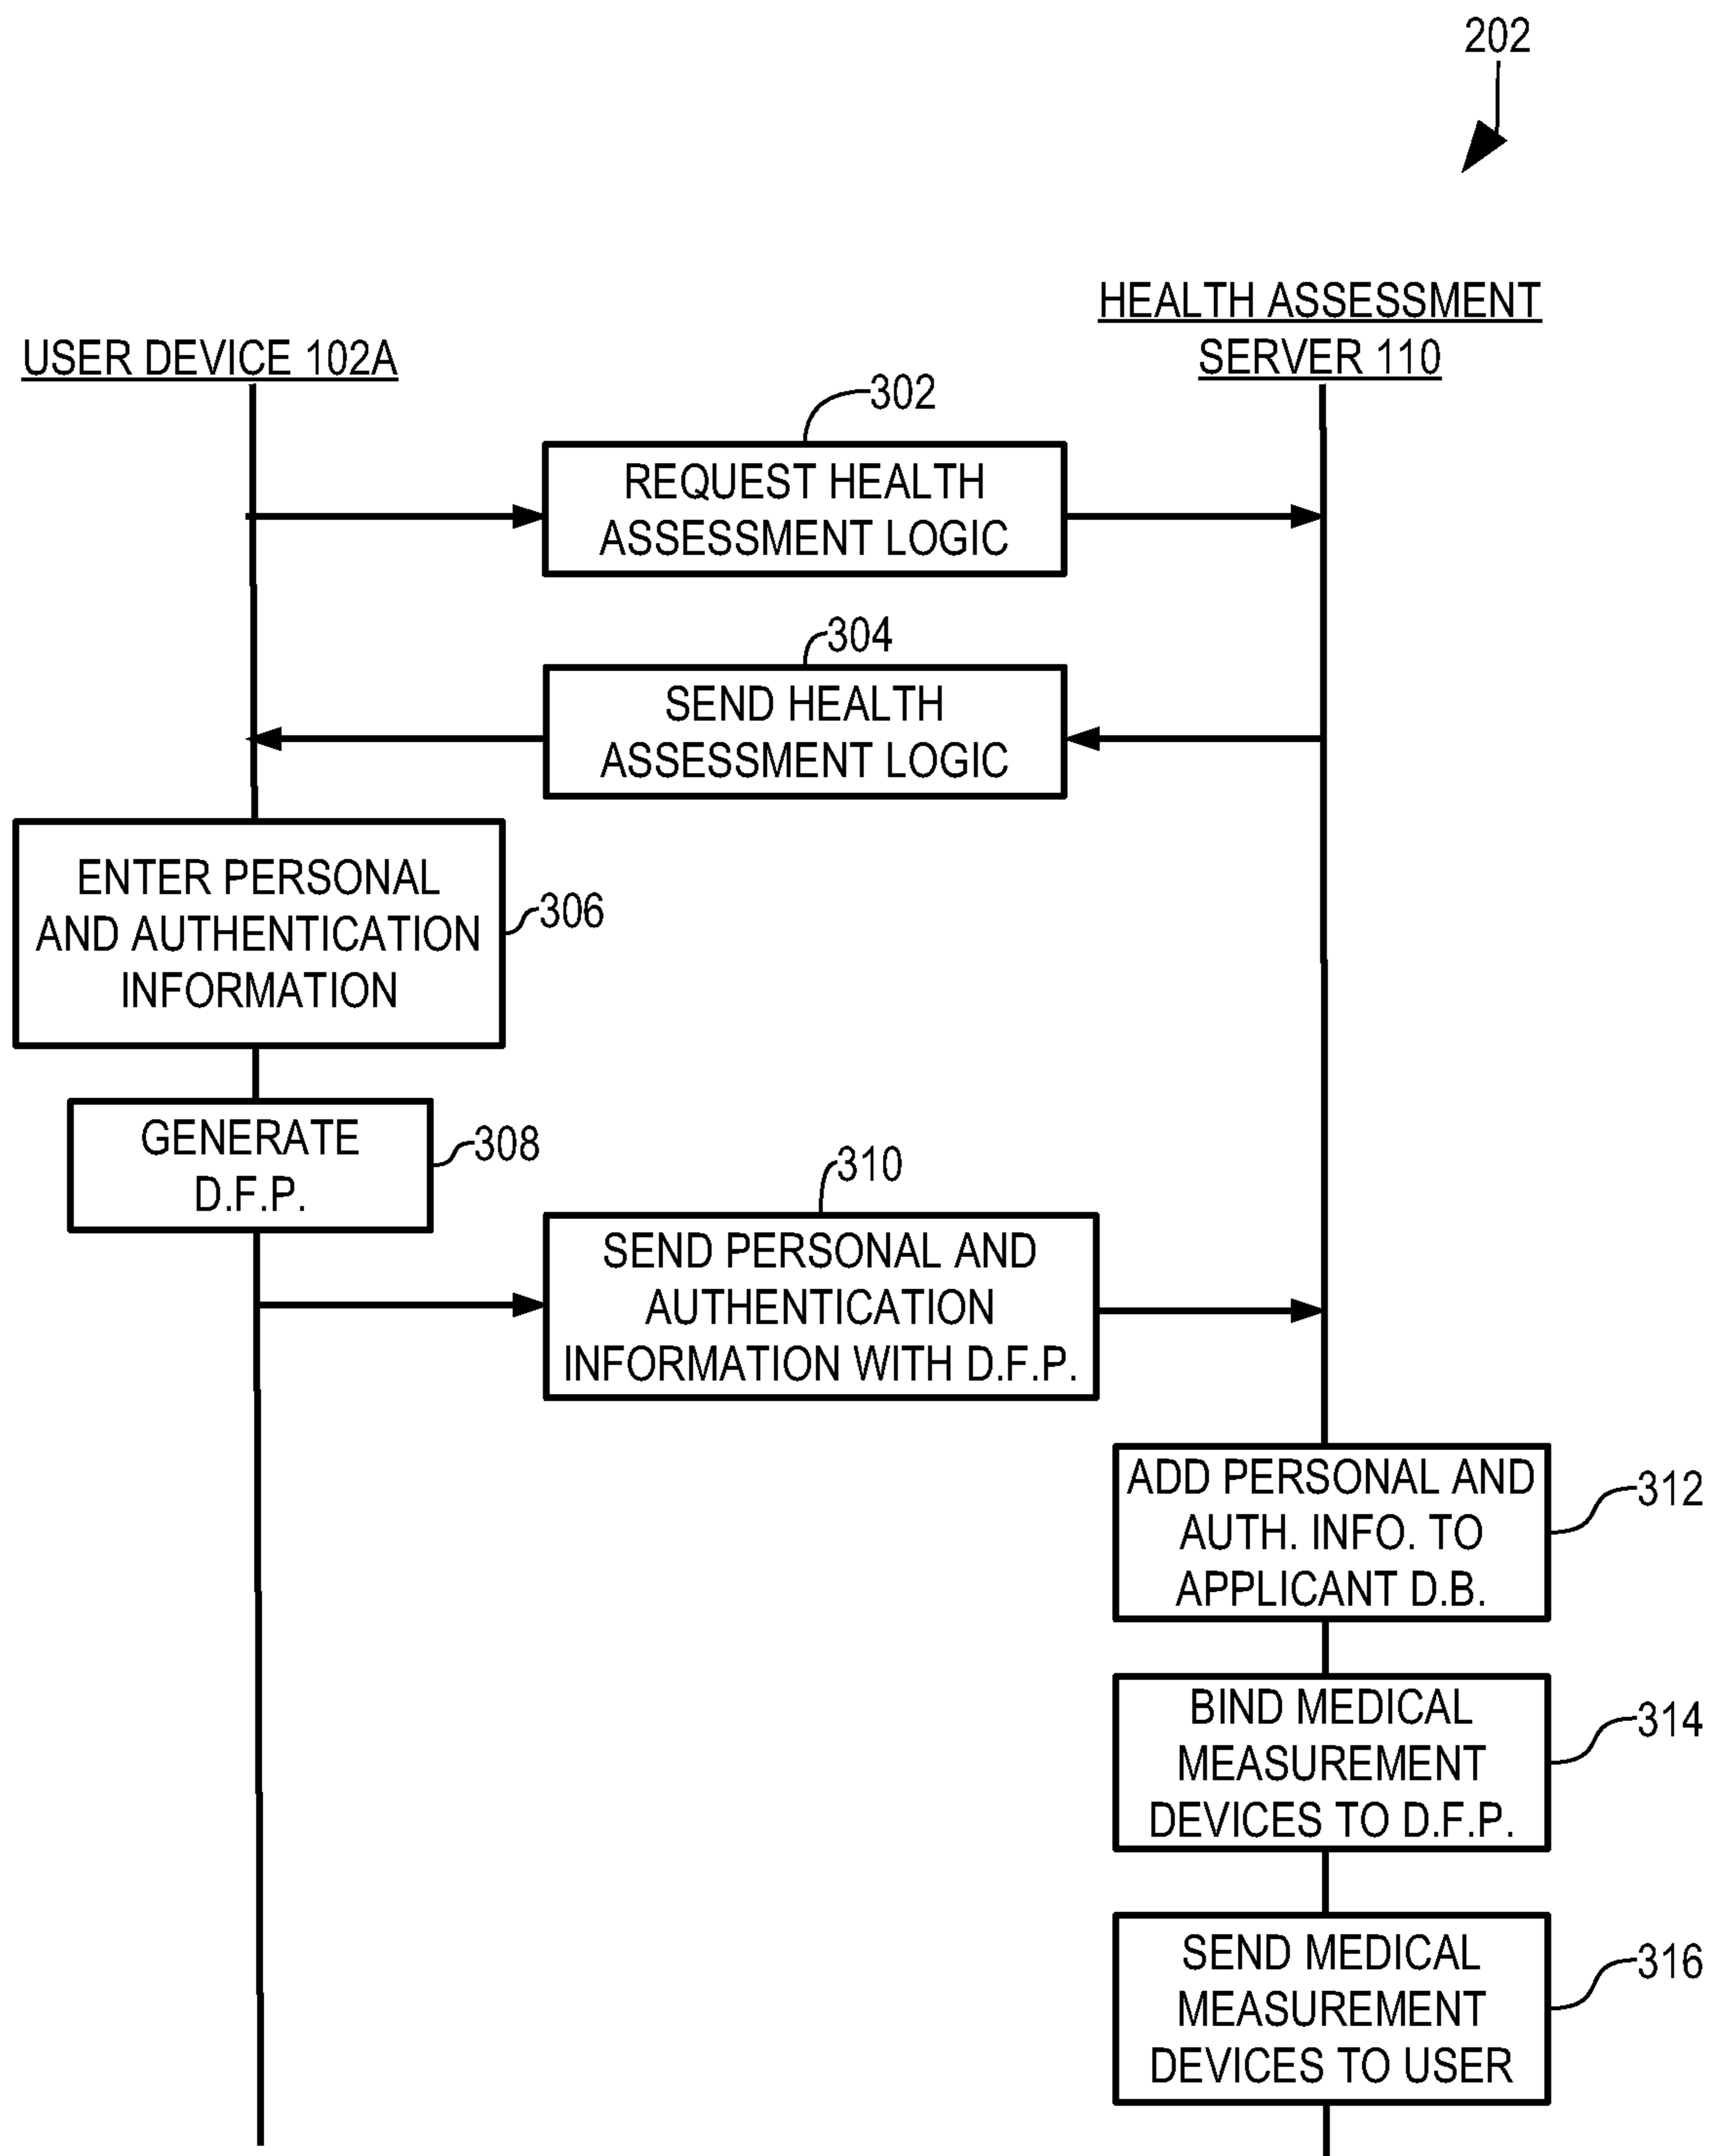 202
HEALTH ASSESSMENT
SERVER 110
USER DEVICE 102A
302
REQUEST HEALTH
ASSESSMENT LOGIC
304
SEND HEALTH
ASSESSMENT LOGIC
ENTER PERSONAL
AND AUTHENTICATION
INFORMATION
306
GENERATE
D.F.P.
308
310
SEND PERSONAL AND
AUTHENTICATION
INFORMATION WITH D.F.P.
ADD PERSONAL AND
AUTH. INFO. TO
APPLICANT D.B.
312
BIND MEDICAL
MEASUREMENT
DEVICES TO D.F.P.
314
SEND MEDICAL
MEASUREMENT
DEVICES TO USER
316